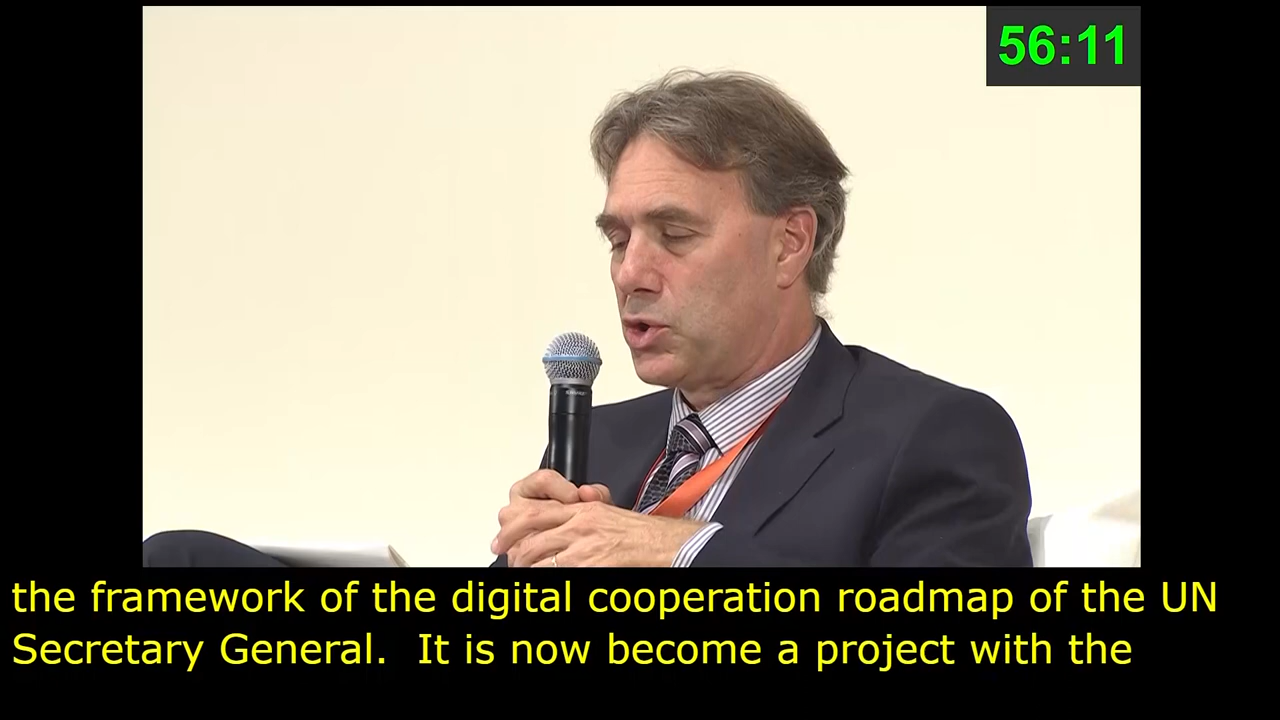 56:11
the framework of the digital cooperation roadmap of the UN
Secretary General.  It is now become a project with the